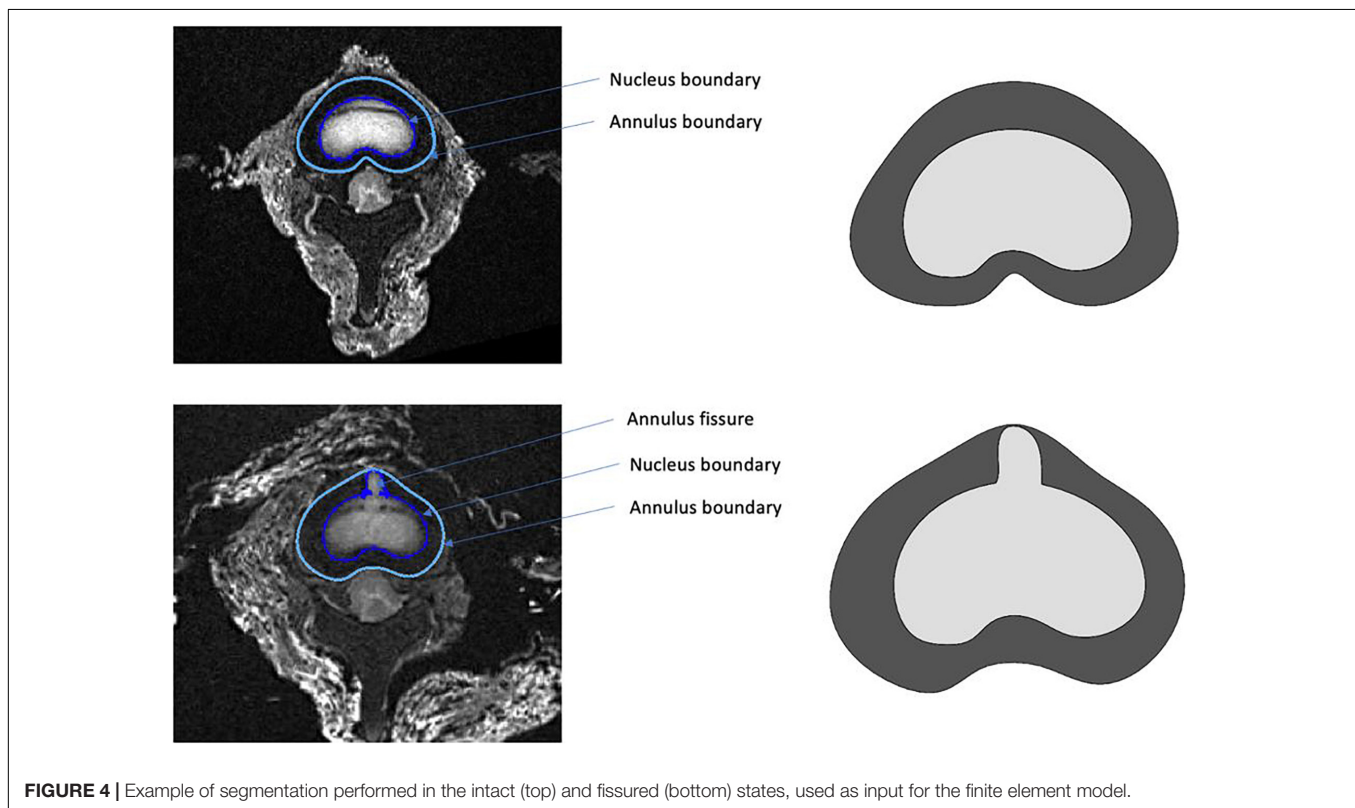 Nucleus boundary
Annulus boundary
Annulus fissure
Nucleus boundary
Annulus boundary
FIGURE 4 | Example of segmentation performed in the intact (top) and fissured (bottom) states, used as input for the finite element model.